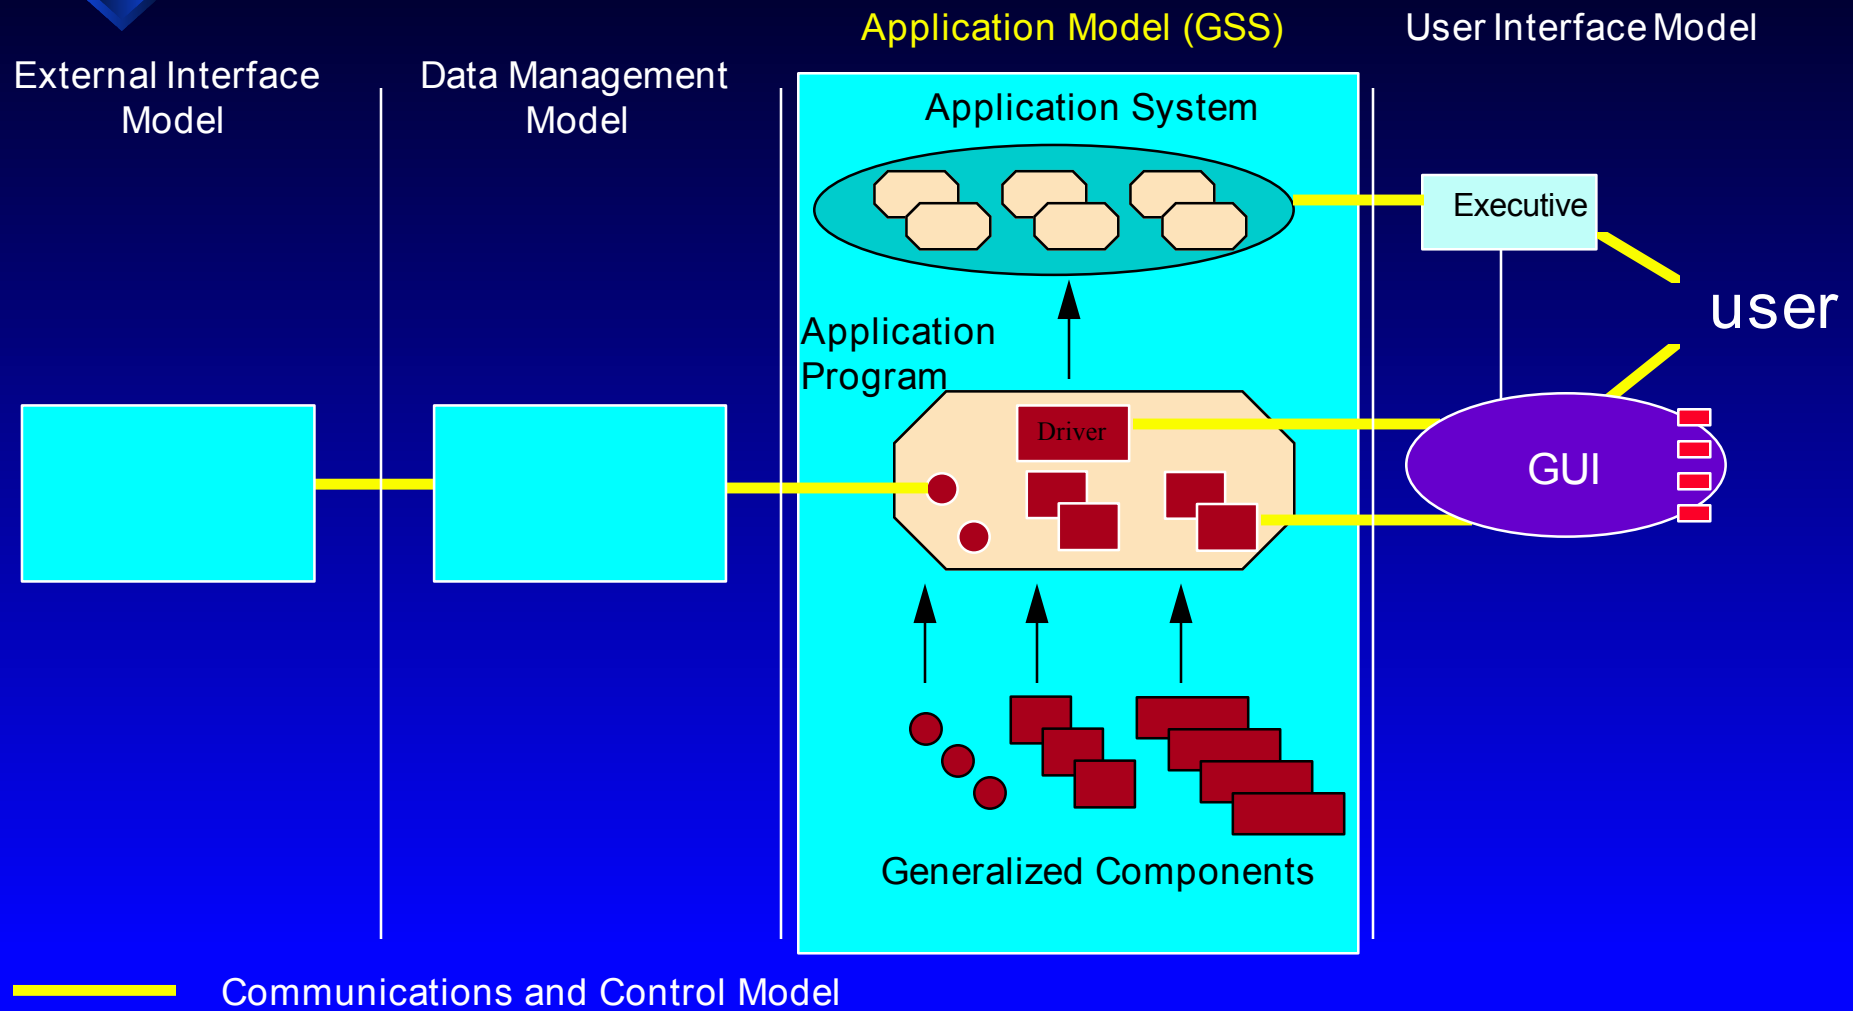 Application Model (GSS)
User Interface Model
External Interface
Model
Data Management
Model
Application System
Executive
user
Application
Program
Driver
GUI
Generalized Components
Communications and Control Model